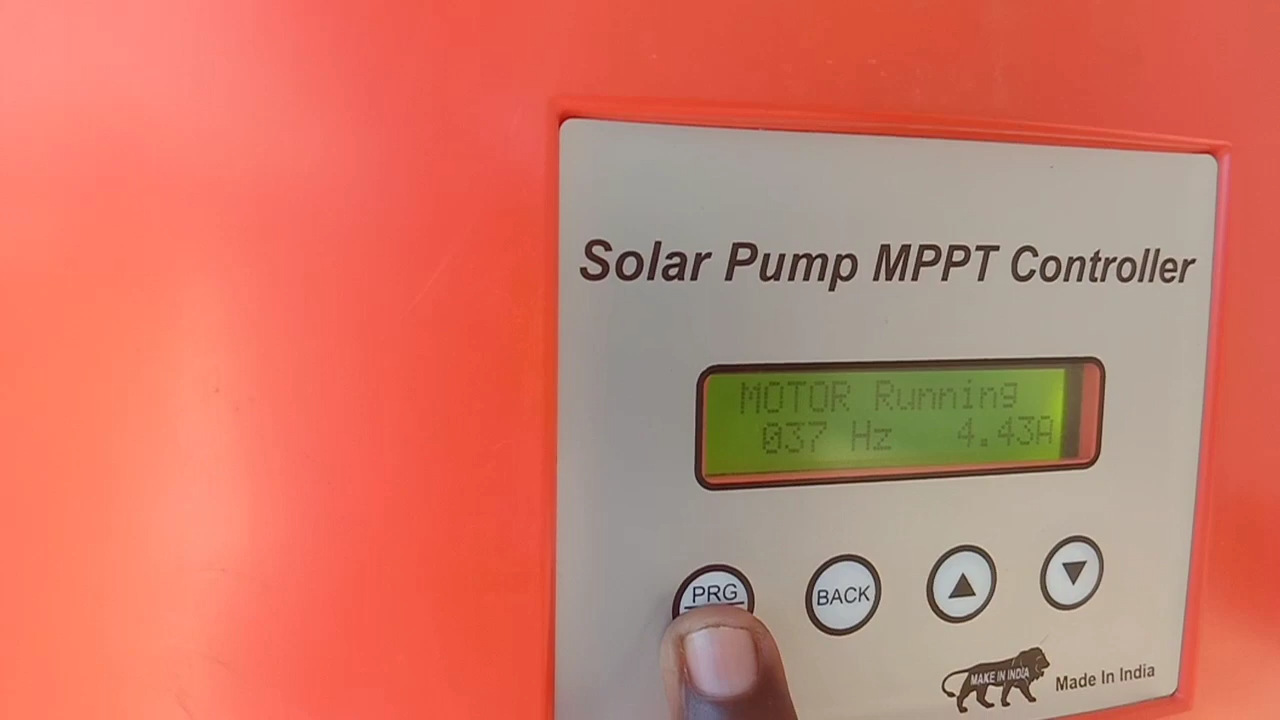 Solar Pump MPPT Controller
MOTOR Running
037 Hz 4.43A
PRG
BACK
MAKE IN INDIA
Made In India